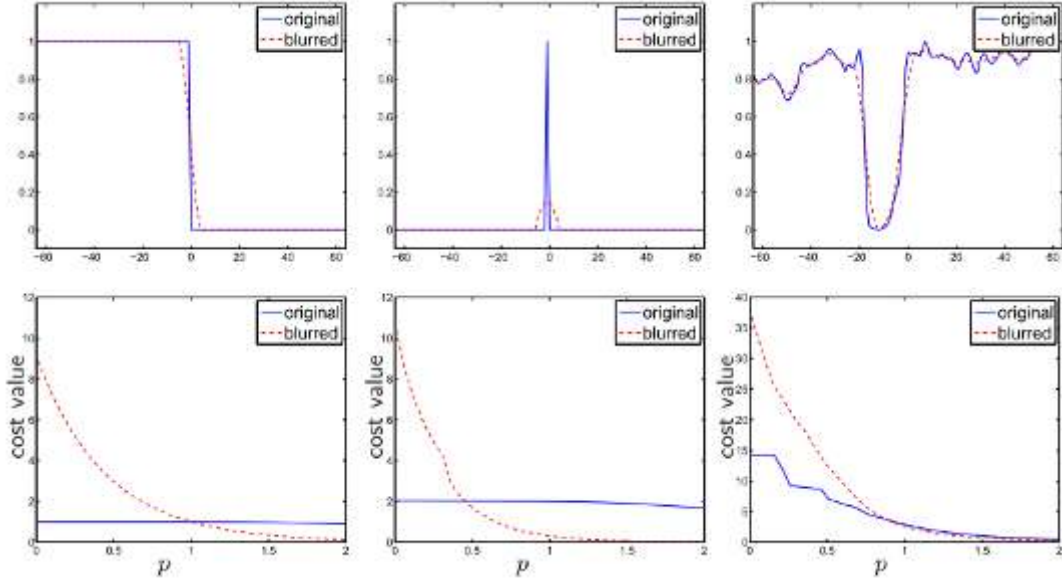 original original original
blurred blurred blurred
1 1 1
0.8 0.8 0.8
0.6 0.6 0.6
0.4 0.4 0.4
0.2 0.2 0.2
0 0 0
−60 −40 −20 0 20 40 60 −60 −40 −20 0 20 40 60 −60 −40 −20 0 20 40 60
12 12 40
original original original
blurred blurred blurred
10 10 35
8 8 30
6 6 25
4 4 20
2 2 15
0 0 10
5
0
cost value cost value cost value
0 0.5 1 1.5 2 0 0.5 1 1.5 2 0 0.5 1 1.5 2
p p p